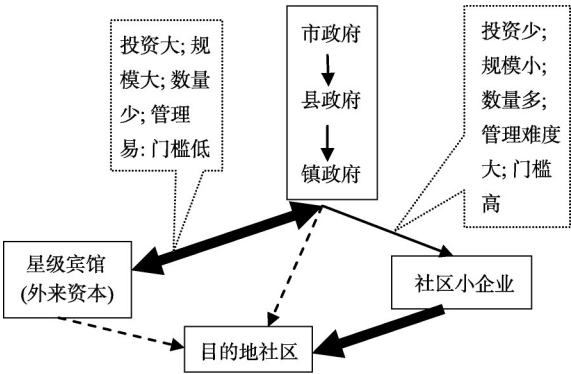 投资大; 规
模大; 数量
少; 管理
易: 门槛低
市政府
县政府
镇政府
投资少;
规模小;
数量多;
管理难度
大; 门槛
高
星级宾馆
(外来资本)
社区小企业
目的地社区